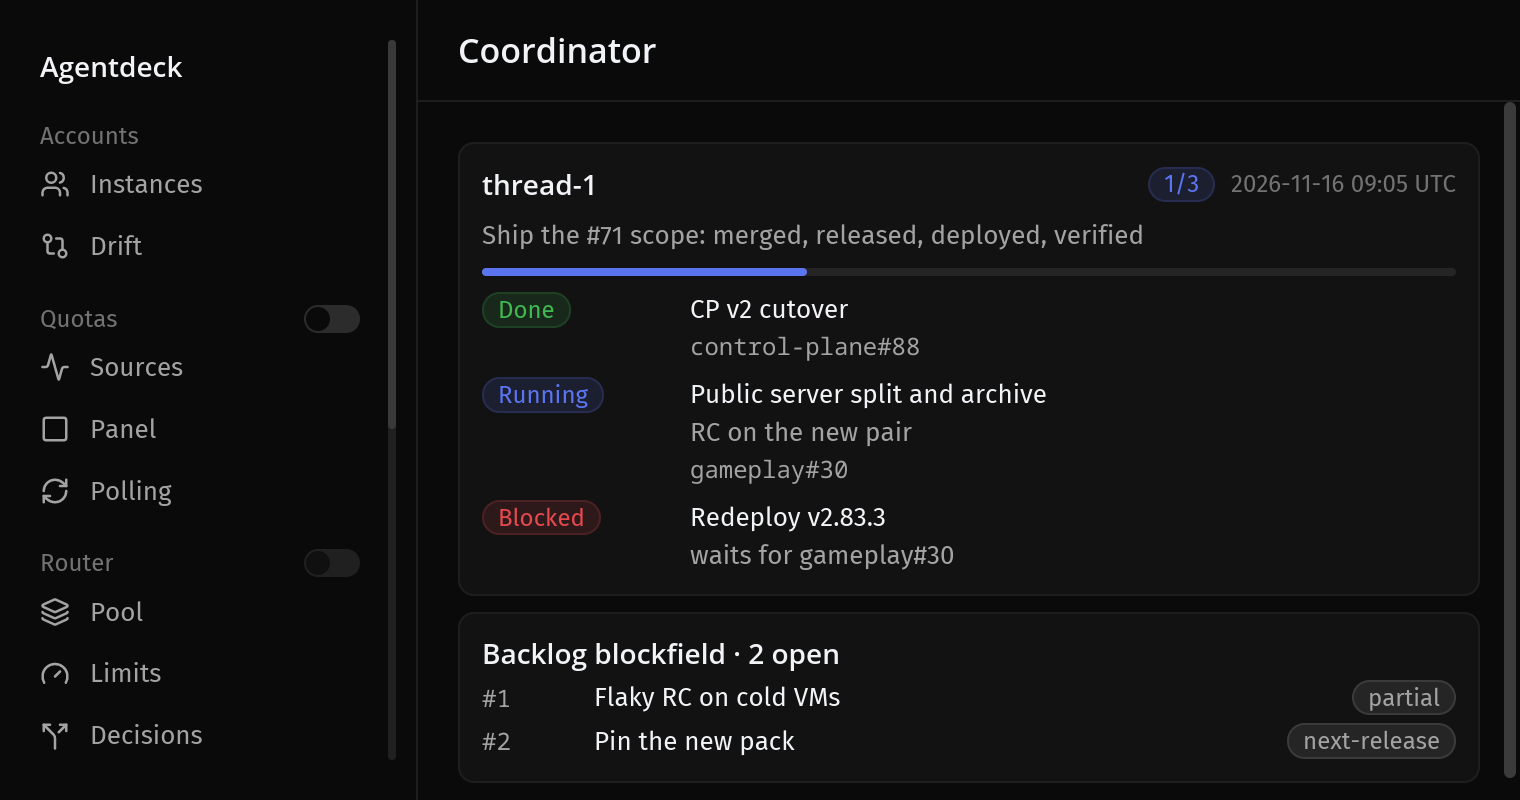 Agentdeck
Accounts
Instances
Drift
Quotas
Sources
Panel
Polling
Router
Pool
Limits
Decisions
Coordinator
thread-1
1/3
2026-11-16 09:05 UTC
Ship the #71 scope: merged, released, deployed, verified
Done
CP v2 cutover
control-plane#88
Running
Public server split and archive
RC on the new pair
gameplay#30
Blocked
Redeploy v2.83.3
waits for gameplay#30
Backlog blockfield · 2 open
#1 Flaky RC on cold VMs partial
#2 Pin the new pack next-release